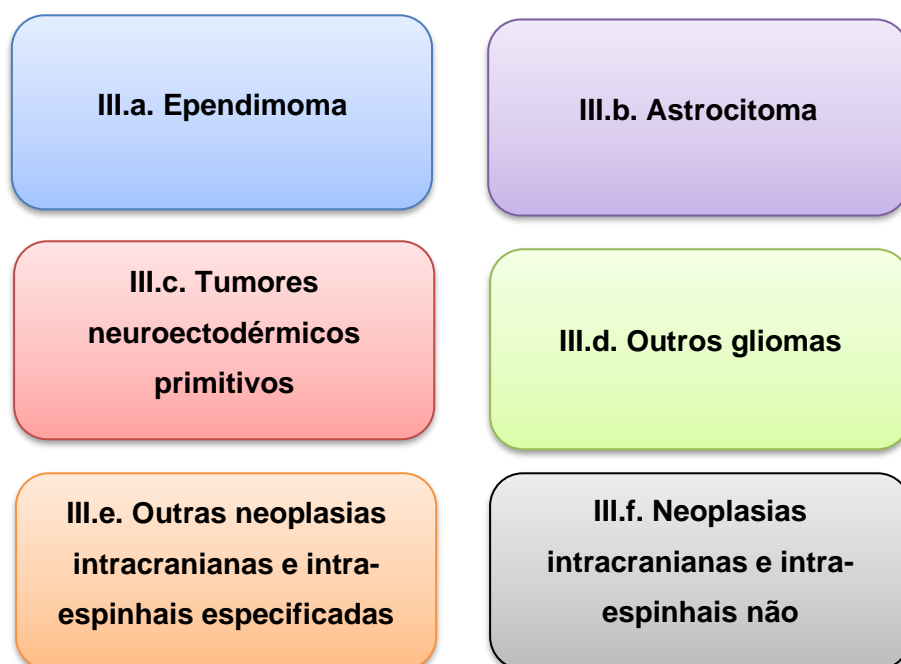 III.a. Ependimoma
III.b. Astrocitoma
III.c. Tumores
neuroectodérmicos
primitivos
III.d. Outros gliomas
III.e. Outras neoplasias
intracranianas e intra-
espinhais especificadas
III.f. Neoplasias
intracranianas e intra-
espinhais não